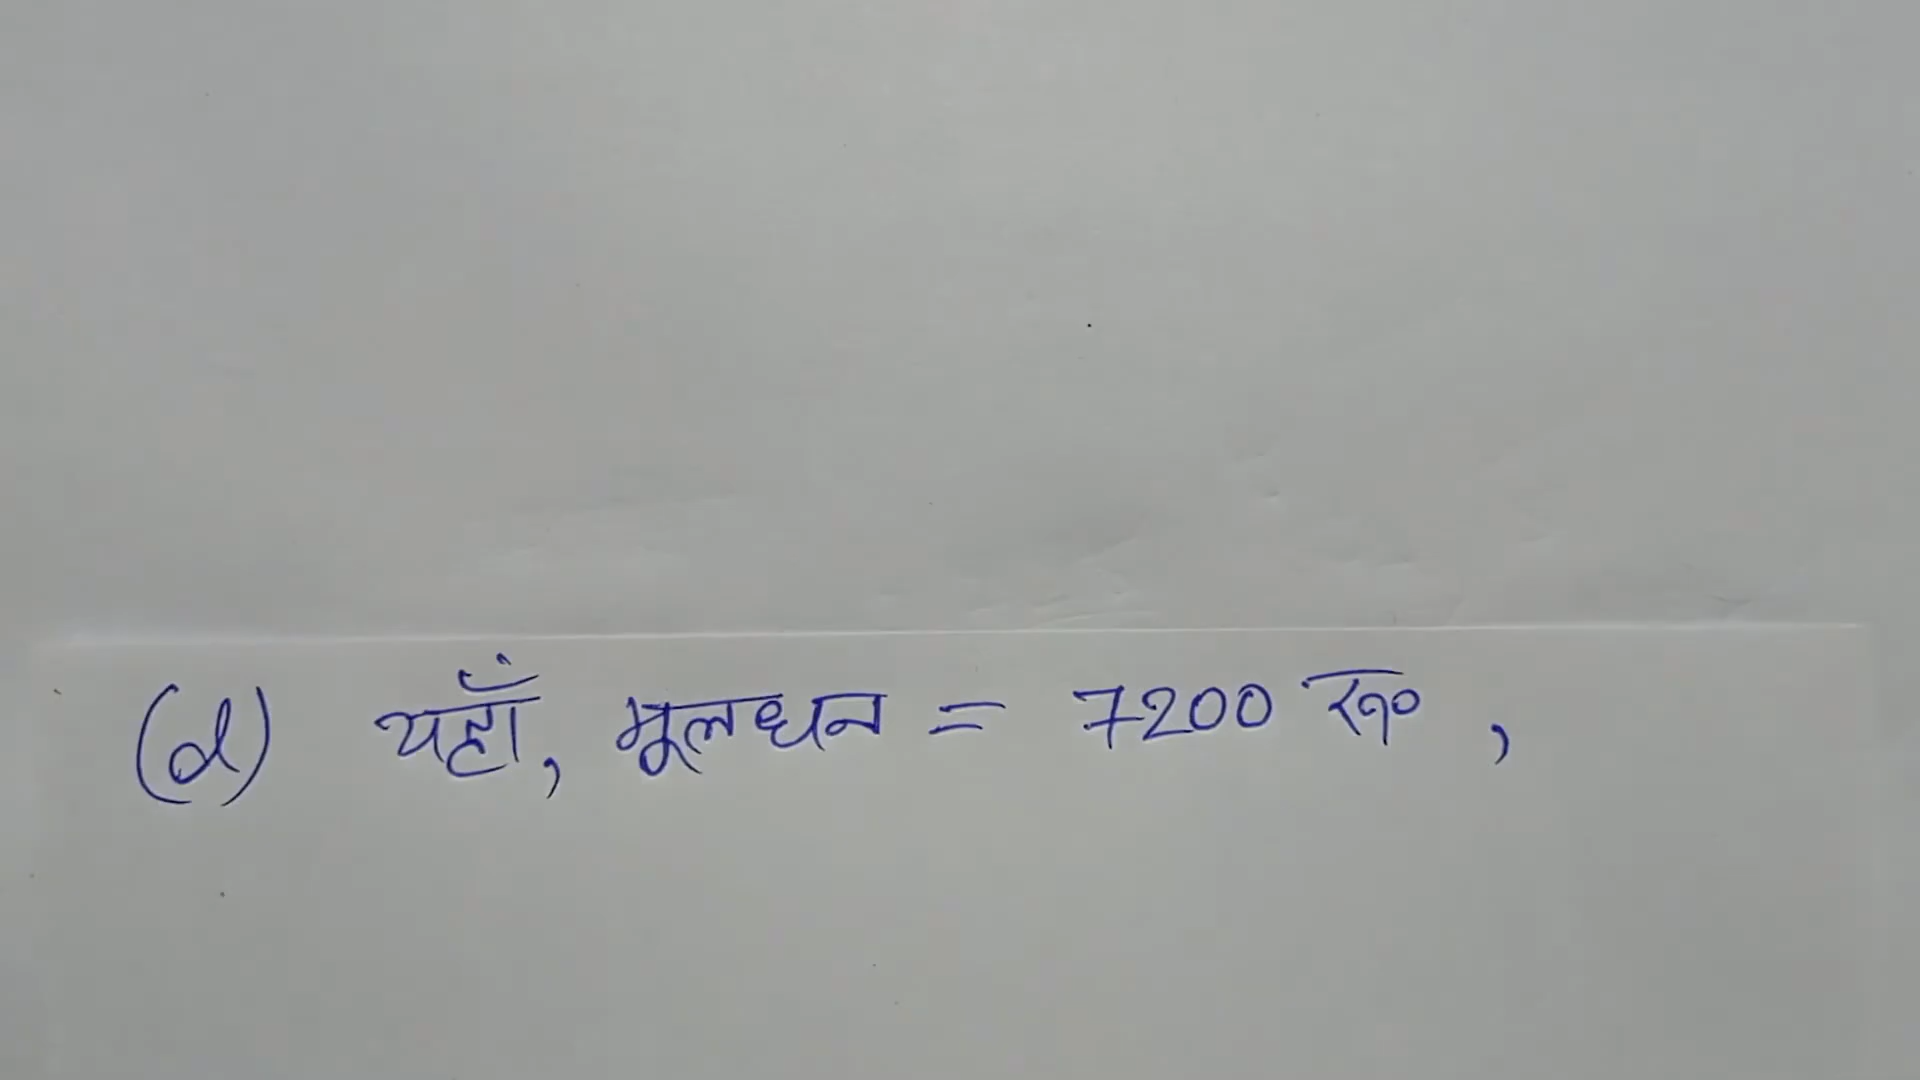 (d) यहाँ, मूलधन = 7200 रू० ,